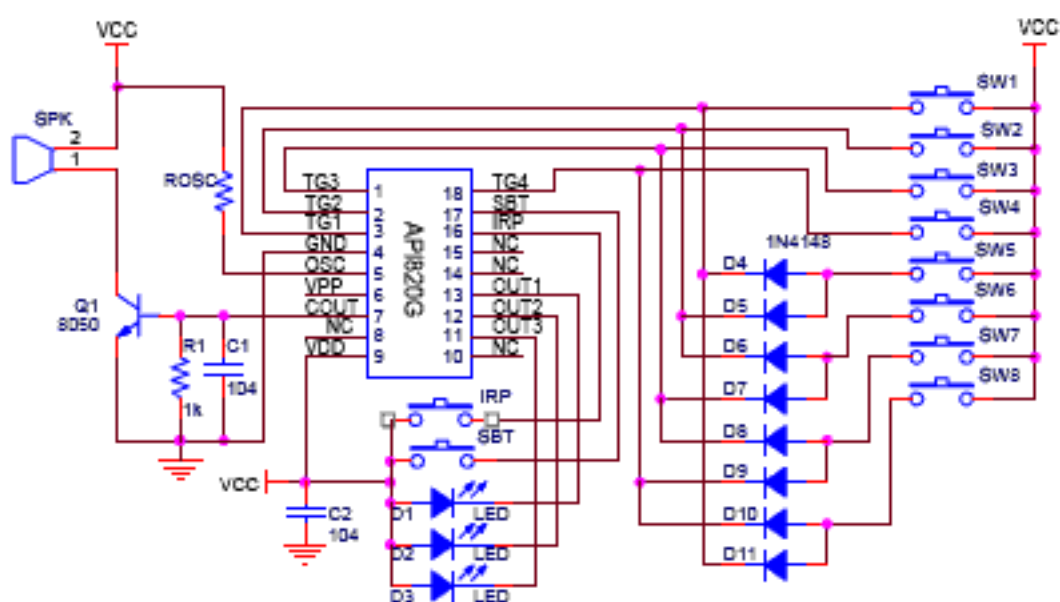 VCC
VCC
SPK
2
1
ROSC
Q1
8050
R1
1k
C1
104
TG3
TG2
TG1
GND
OSC
VPP
COUT
NC
VDD
1
2
3
4
5
6
7
8
9
API820G
18
17
16
15
14
13
12
11
10
TG4
SBT
IRP
NC
NC
OUT1
OUT2
OUT3
NC
IRP
SBT
VCC
C2
104
D1
LED
D2
LED
D3
LED
1N4148
D4
D5
D6
D7
D8
D9
D10
D11
SW1
SW2
SW3
SW4
SW5
SW6
SW7
SW8